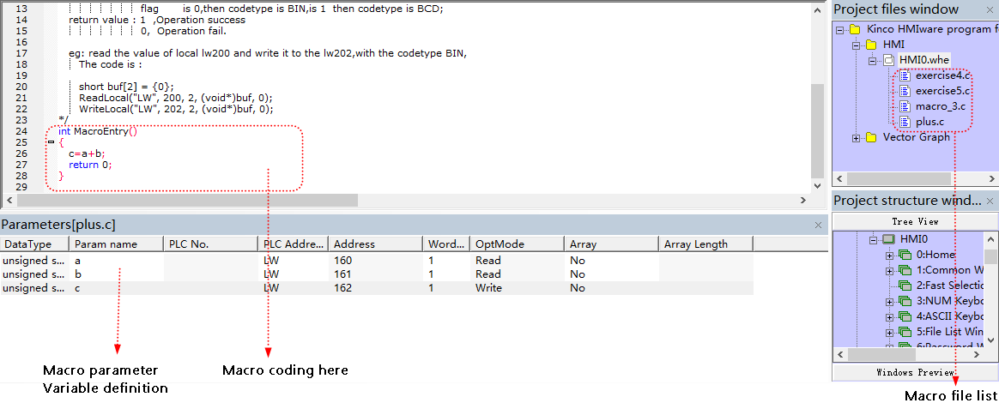 13 flag is 0,then codetype is BIN,is 1 then codetype is BCD;
14 return value : 1 ,Operation success
15 0, Operation fail.
16
17 eg: read the value of local lw200 and write it to the lw202,with the codetype BIN,
18 The code is :
19
20 short buf[2] = {0};
21 ReadLocal("LW", 200, 2, (void*)buf, 0);
22 WriteLocal("LW", 202, 2, (void*)buf, 0);
23 */
24 int MacroEntry()
25 {
26 c=a+b;
27 return 0;
28 }
29
Project files window
Kinco HMIware program fo
HMI
HMI0.whe
exercise4.c
exercise5.c
macro_3.c
plus.c
Vector Graph
Parameters[plus.c]
DataType Param name PLC No. PLC Addre... Address Word... OptMode Array Array Length
unsigned s... a LW 160 1 Read No
unsigned s... b LW 161 1 Read No
unsigned s... c LW 162 1 Write No
Project structure wind...
Tree View
HMI0
0:Home
1:Common W
2:Fast Selectio
3:NUM Keybo
4:ASCII Keybo
5:File List Win
6:Password W
Windows Preview
Macro parameter
Variable definition
Macro coding here
Macro file list